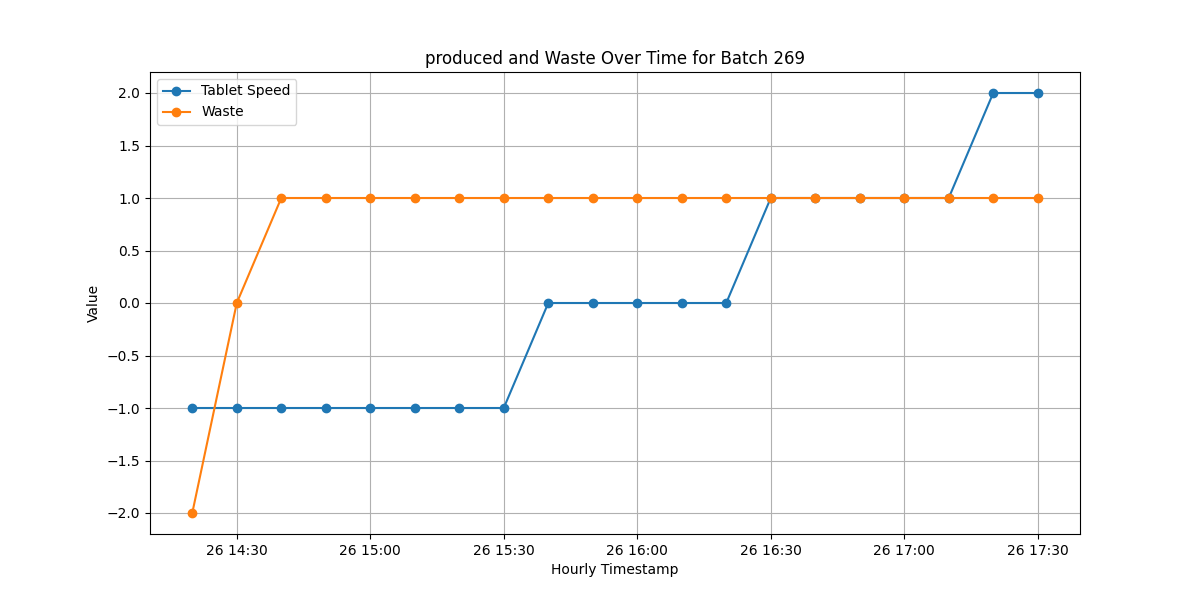 produced and Waste Over Time for Batch 269
Tablet Speed
Waste
2.0
1.5
1.0
0.5
0.0
−0.5
−1.0
−1.5
−2.0
Value
26 14:30 26 15:00 26 15:30 26 16:00 26 16:30 26 17:00 26 17:30
Hourly Timestamp